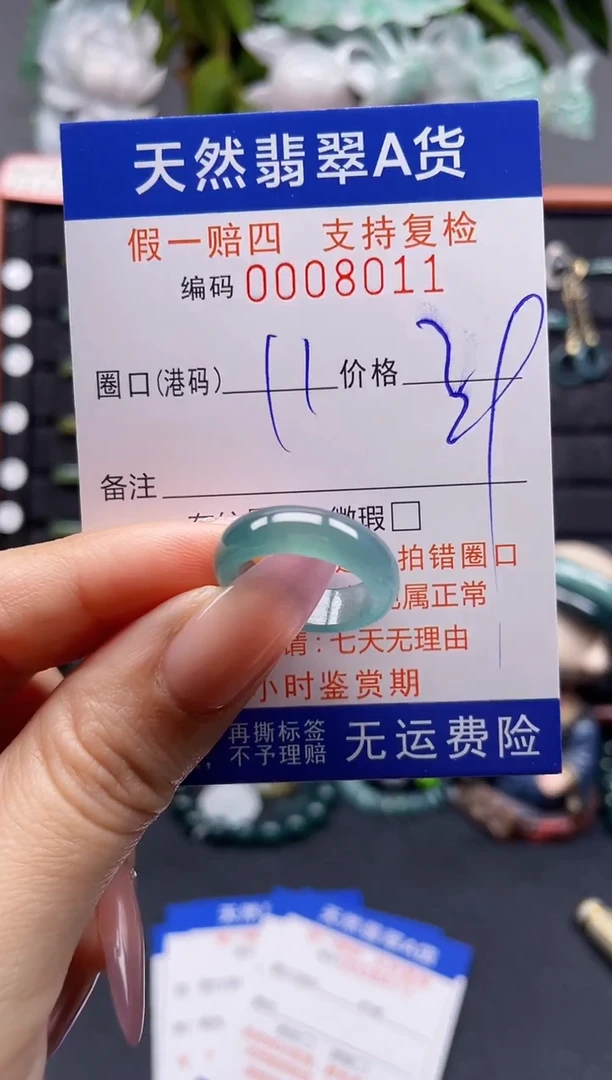 天然翡翠A货
假一赔四 支持复检
编码 0008011
圈口(港码) 11 价格
备注
微瑕□
拍错圈口
属正常
请：七天无理由
小时鉴赏期
再撕标签
，不予理赔
无运费险